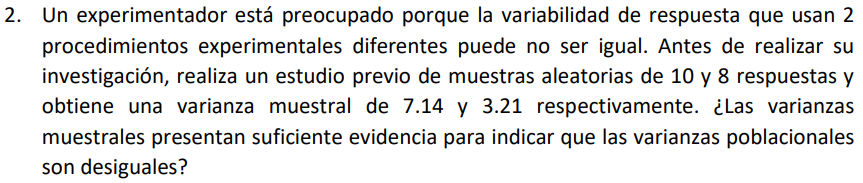 2. Un experimentador está preocupado porque la variabilidad de respuesta que usan 2
procedimientos experimentales diferentes puede no ser igual. Antes de realizar su
investigación, realiza un estudio previo de muestras aleatorias de 10 y 8 respuestas y
obtiene una varianza muestral de 7.14 y 3.21 respectivamente. ¿Las varianzas
muestrales presentan suficiente evidencia para indicar que las varianzas poblacionales
son desiguales?